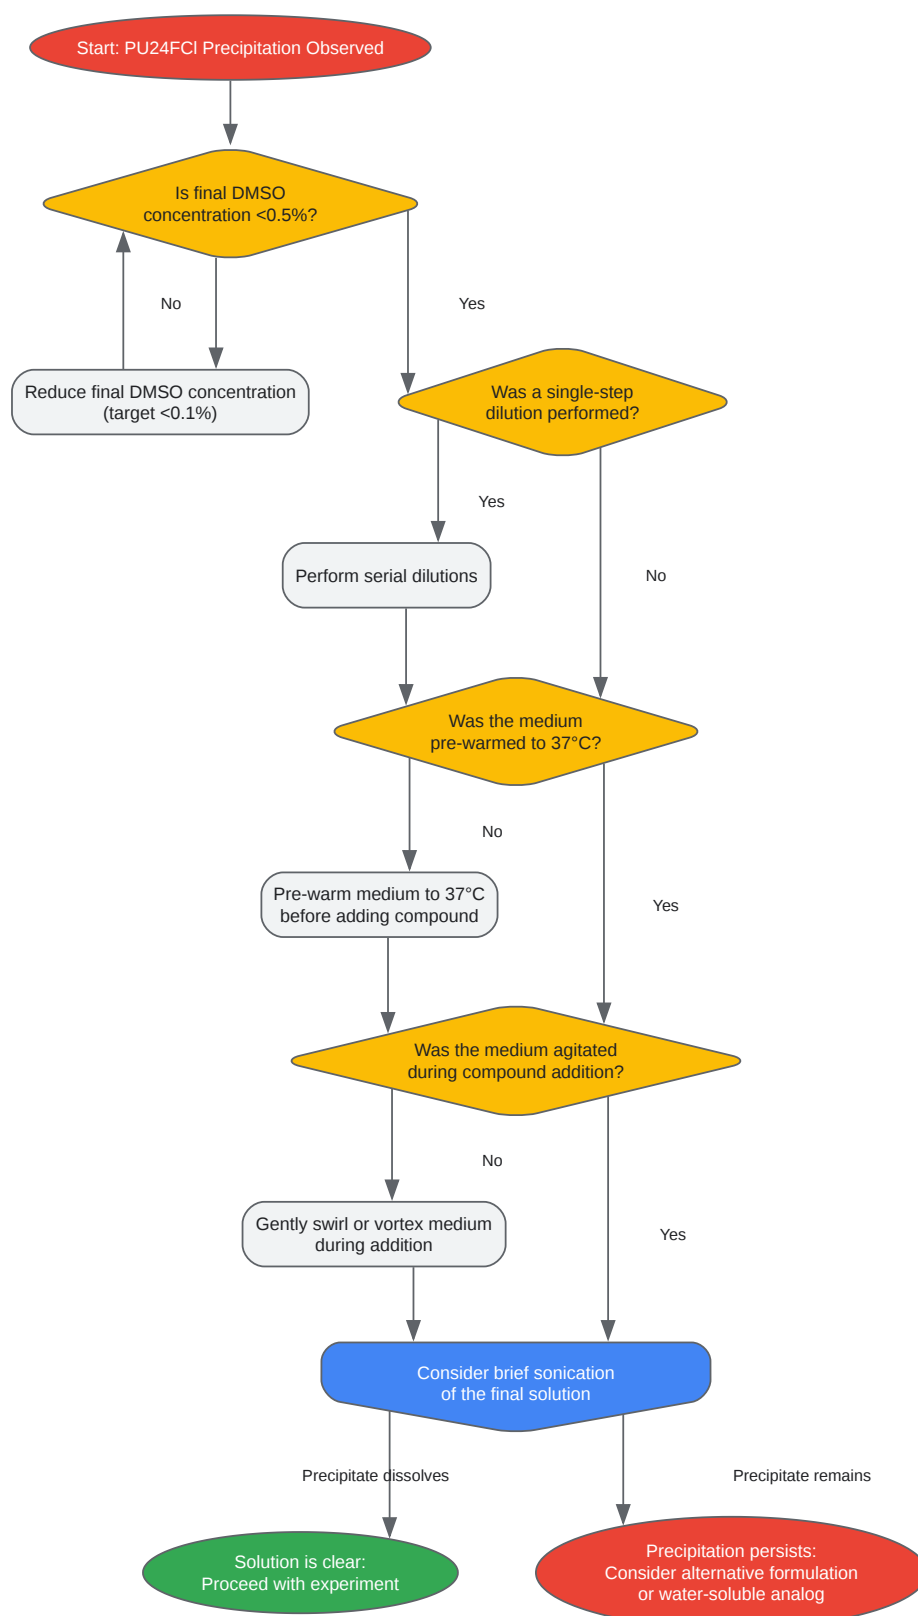 Start: PU24FCl Precipitation Observed
Is final DMSO
concentration <0.5%?
No
Yes
Reduce final DMSO concentration
(target <0.1%)
Was a single-step
dilution performed?
Yes
Perform serial dilutions
No
Was the medium
pre-warmed to 37°C?
No
Pre-warm medium to 37°C
before adding compound
Yes
Was the medium agitated
during compound addition?
No
Gently swirl or vortex medium
during addition
Yes
Consider brief sonication
of the final solution
Precipitate dissolves
Precipitate remains
Solution is clear:
Proceed with experiment
Precipitation persists:
Consider alternative formulation
or water-soluble analog